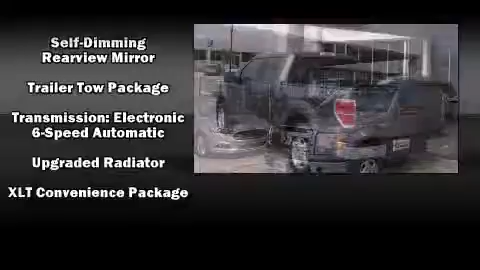 Self-Dimming
Rearview Mirror
Trailer Tow Package
Transmission: Electronic
6-Speed Automatic
Upgraded Radiator
XLT Convenience Package